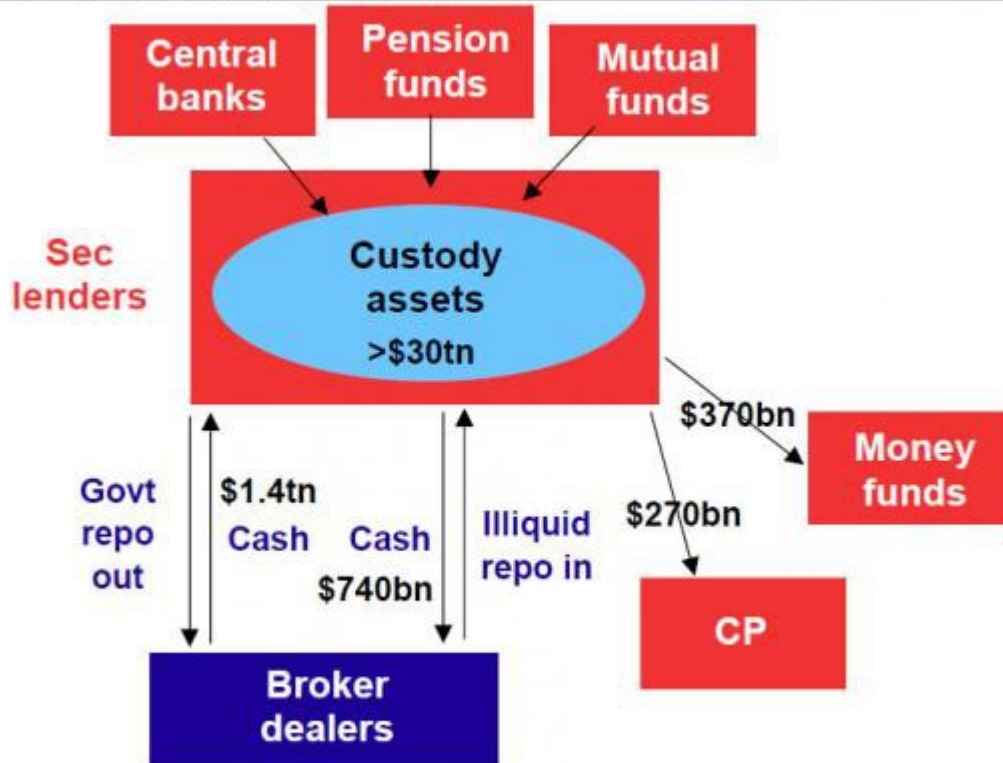 Central
banks
Pension
funds
Mutual
funds
Sec
lenders
Custody
assets
>$30tn
Govt
repo
out
$1.4tn
Cash
Cash
$740bn
Illiquid
repo in
$270bn
$370bn
Money
funds
CP
Broker
dealers